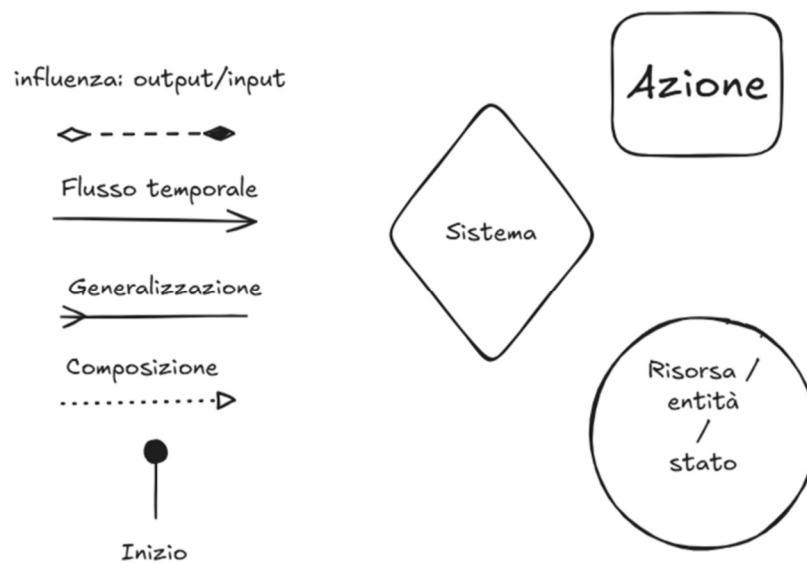 influenza: output/input
Flusso temporale
Generalizzazione
Composizione
Inizio
Sistema
Azione
Risorsa /
entità
/
stato